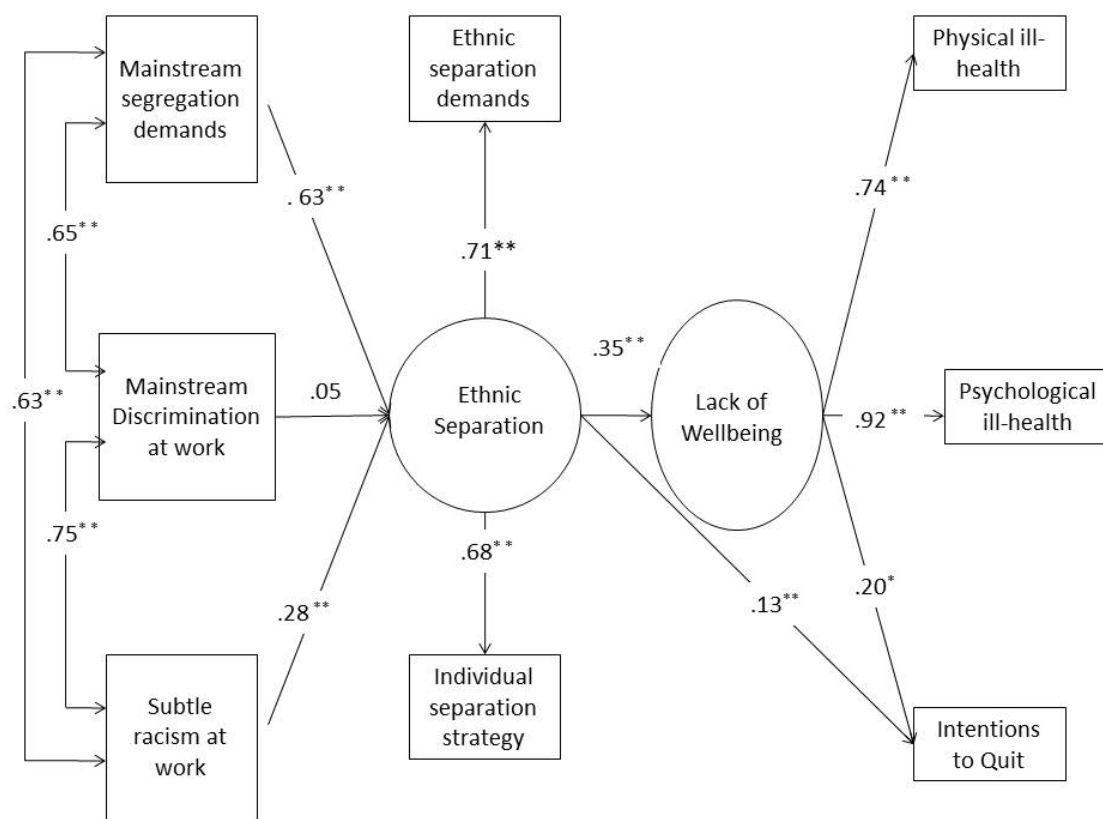 Mainstream
segregation
demands
Ethnic
separation
demands
Physical ill-
health
. 63**
.74 **
.65**
.71**
.35**
.63**
Mainstream
Discrimination
at work
.05
Ethnic
Separation
Lack of
Wellbeing
.92 **
Psychological
ill-health
.75**
.68**
.28 **
.13**
.20*
Subtle
racism at
work
Individual
separation
strategy
Intentions
to Quit